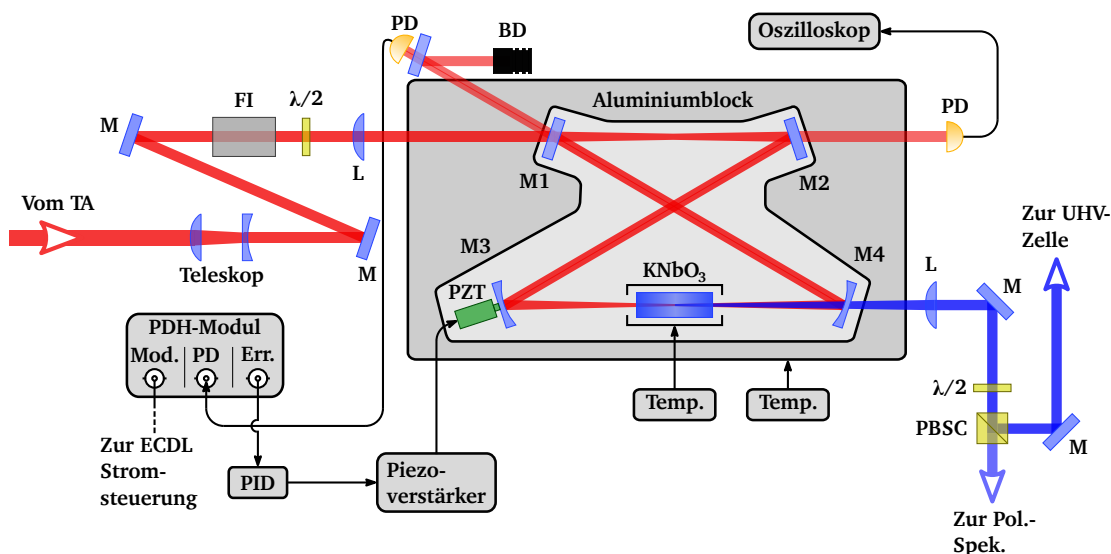 PD
BD
Oszilloskop
FI
λ/2
Aluminiumblock
PD
M
L
M1
M2
Vom TA
Zur UHV-
Zelle
M3
M4
KNbO3
L
M
Teleskop
M
PZT
PDH-Modul
Mod.
PD
Err.
λ/2
Temp.
Temp.
PBSC
M
Zur ECDL
Strom-
steuerung
PID
Piezo-
verstärker
Zur Pol.-
Spek.